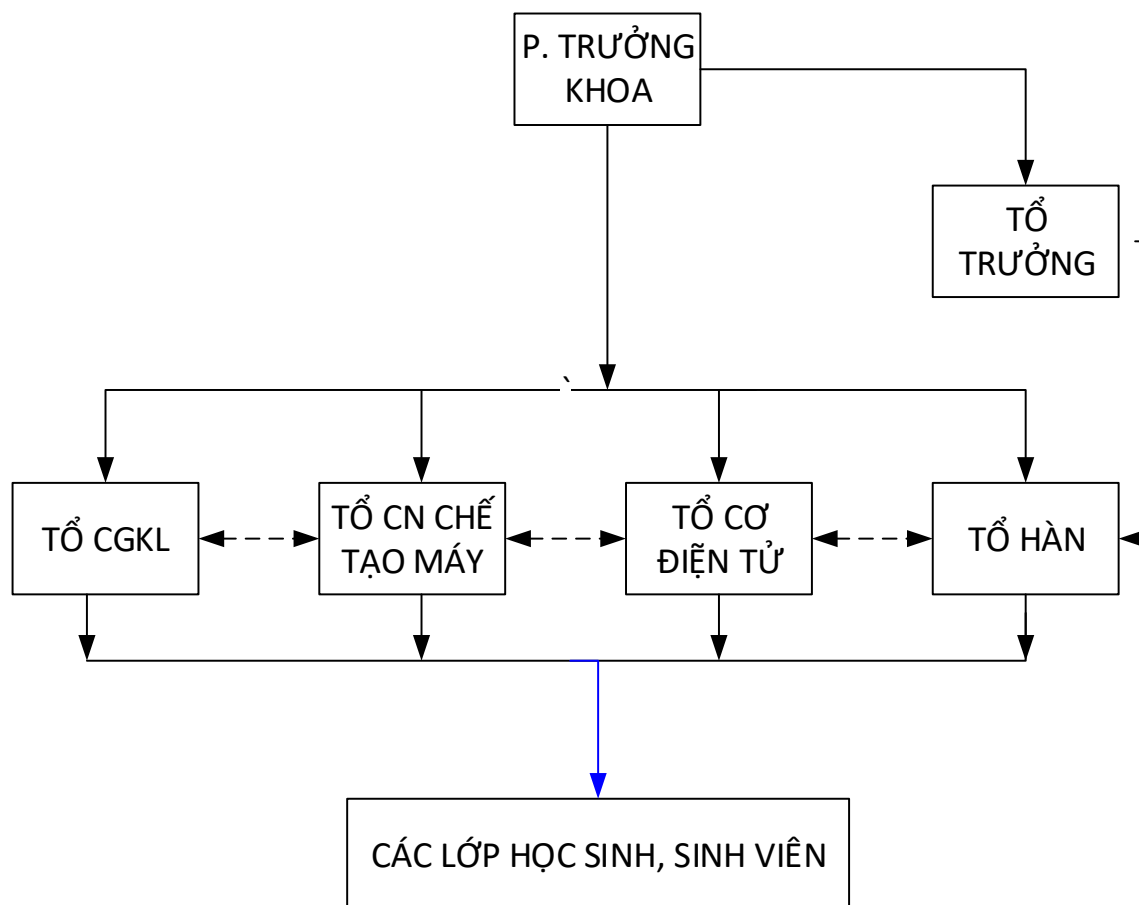 P. TRƯỞNG
KHOA
TỔ
TRƯỞNG
TỔ CGKL
TỔ CN CHẾ
TẠO MÁY
TỔ CƠ
ĐIỆN TỬ
TỔ HÀN
CÁC LỚP HỌC SINH, SINH VIÊN